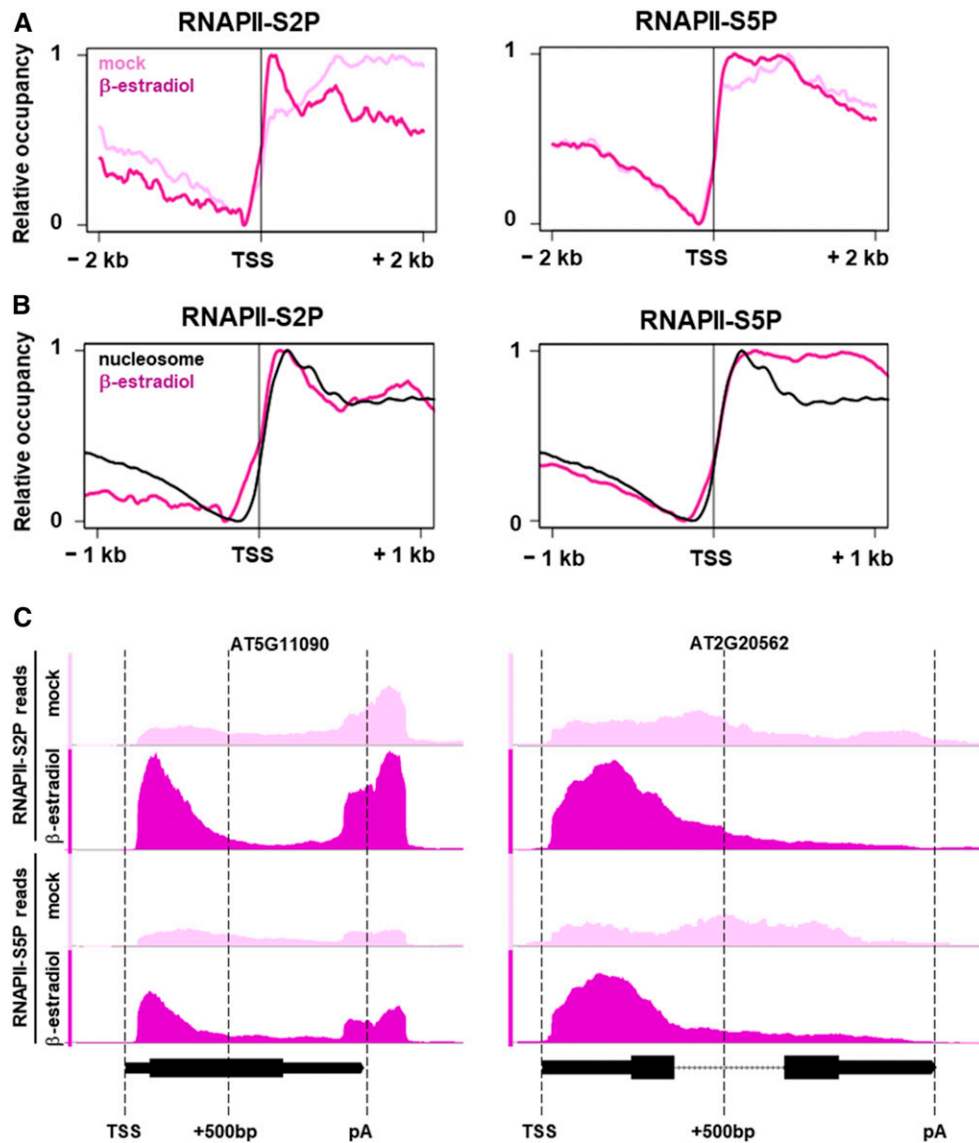 A
RNAPII-S2P
RNAPII-S5P
Relative occupancy
1
mock
β-estradiol
0
− 2 kb
TSS
+ 2 kb
1
0
− 2 kb
TSS
+ 2 kb
B
RNAPII-S2P
RNAPII-S5P
Relative occupancy
1
nucleosome
β-estradiol
0
− 1 kb
TSS
+ 1 kb
1
0
− 1 kb
TSS
+ 1 kb
C
AT5G11090
AT2G20562
RNAPII-S2P reads
mock
β-estradiol
RNAPII-S5P reads
mock
β-estradiol
TSS
+500bp
pA
TSS
+500bp
pA